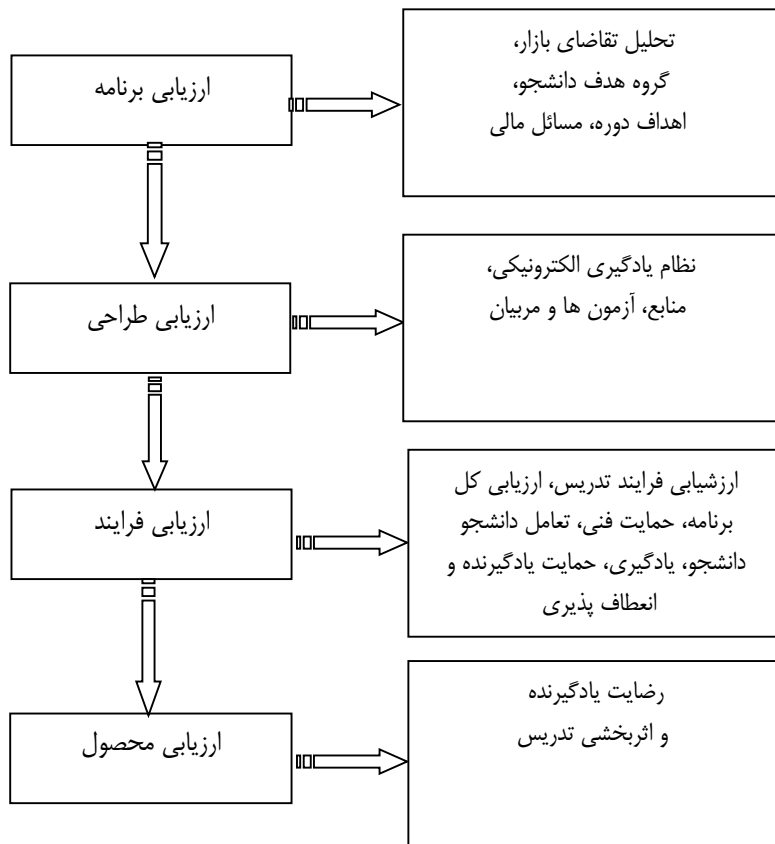 ارزیابی برنامه
تحلیل تقاضای بازار،
گروه هدف دانشجو،
اهداف دوره، مسائل مالی
ارزیابی طراحی
نظام یادگیری الکترونیکی،
منابع، آزمون ها و مربیان
ارزیابی فرایند
ارزشیابی فرایند تدریس، ارزیابی کل
برنامه، حمایت فنی، تعامل دانشجو
دانشجو، یادگیری، حمایت یادگیرنده و
انعطاف پذیری
ارزیابی محصول
رضایت یادگیرنده
و اثربخشی تدریس